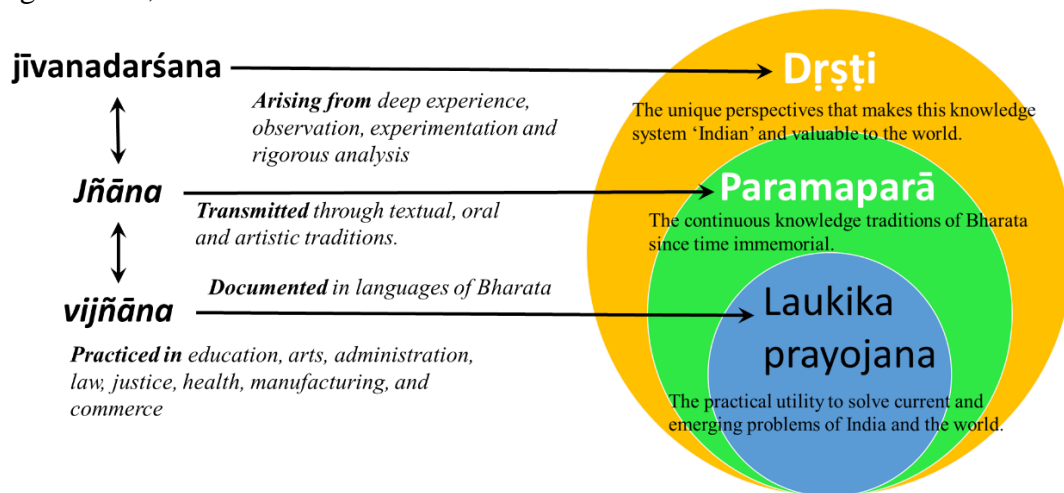 jīvanadarśana
Arising from deep experience,
observation, experimentation and
rigorous analysis
Dṛṣṭi
The unique perspectives that makes this knowledge
system ‘Indian’ and valuable to the world.
Jñāna
Transmitted through textual, oral
and artistic traditions.
Paramaparā
The continuous knowledge traditions of Bharata
since time immemorial.
Documented in languages of Bharata
vijñāna
Practiced in education, arts, administration,
law, justice, health, manufacturing, and
commerce
Laukika
prayojana
The practical utility to solve current and
emerging problems of India and the world.